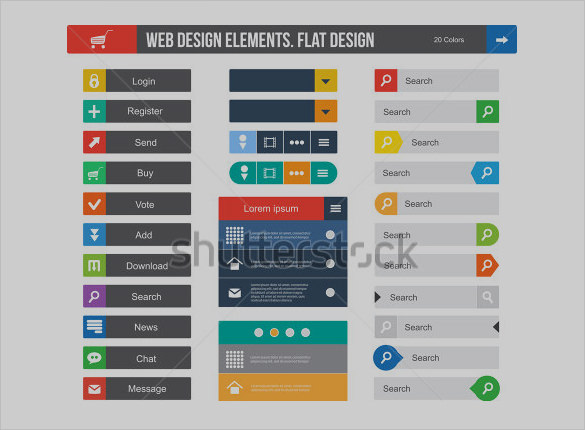 WEB DESIGN ELEMENTS. FLAT DESIGN
20 Colors
Login
Register
Send
Buy
Vote
Add
Download
Search
News
Chat
Message
Lorem ipsum
shutterstock
Search
Search
Search
Search
Search
Search
Search
Search
Search
Search
Search